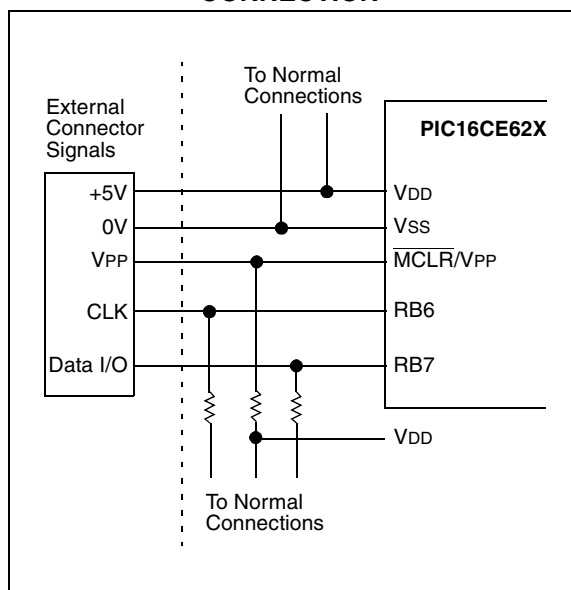 CONNECTION
To Normal
Connections
External
Connector
Signals
PIC16CE62X
+5V
VDD
0V
VSS
VPP
MCLR/VPP
CLK
RB6
Data I/O
RB7
VDD
To Normal
Connections